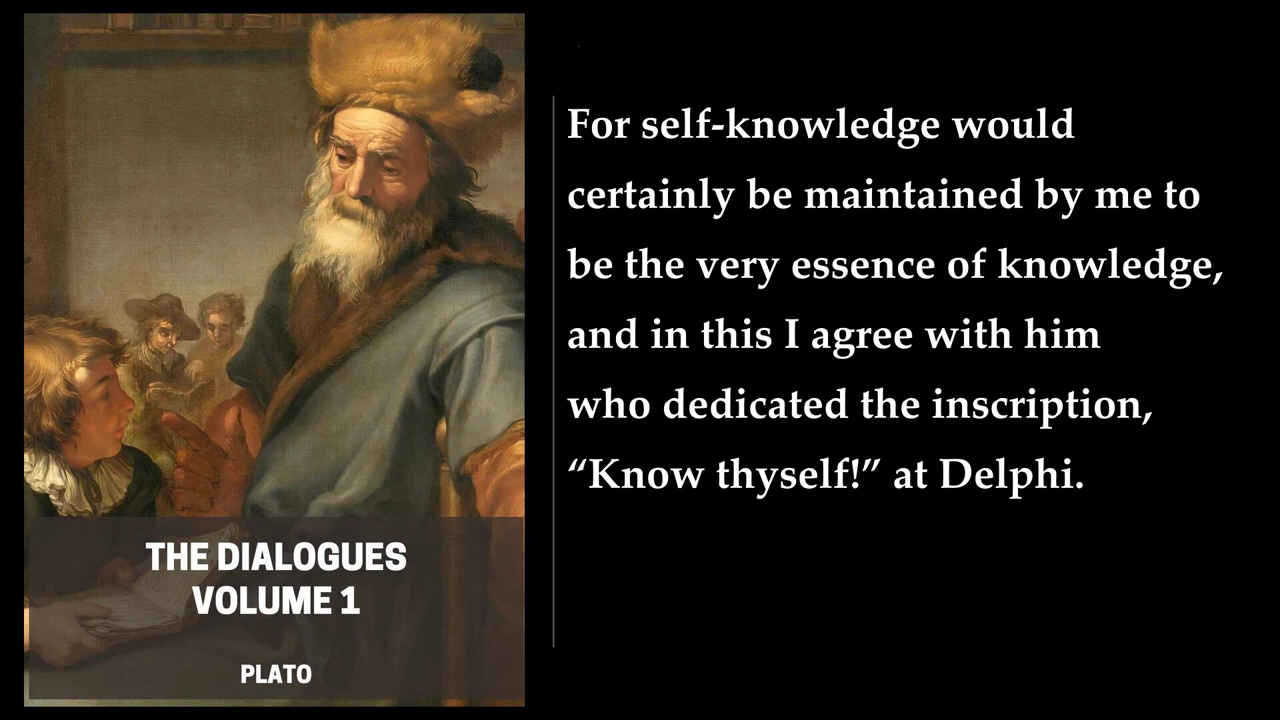 THE DIALOGUES
VOLUME 1
PLATO
For self-knowledge would
certainly be maintained by me to
be the very essence of knowledge,
and in this I agree with him
who dedicated the inscription,
“Know thyself!” at Delphi.